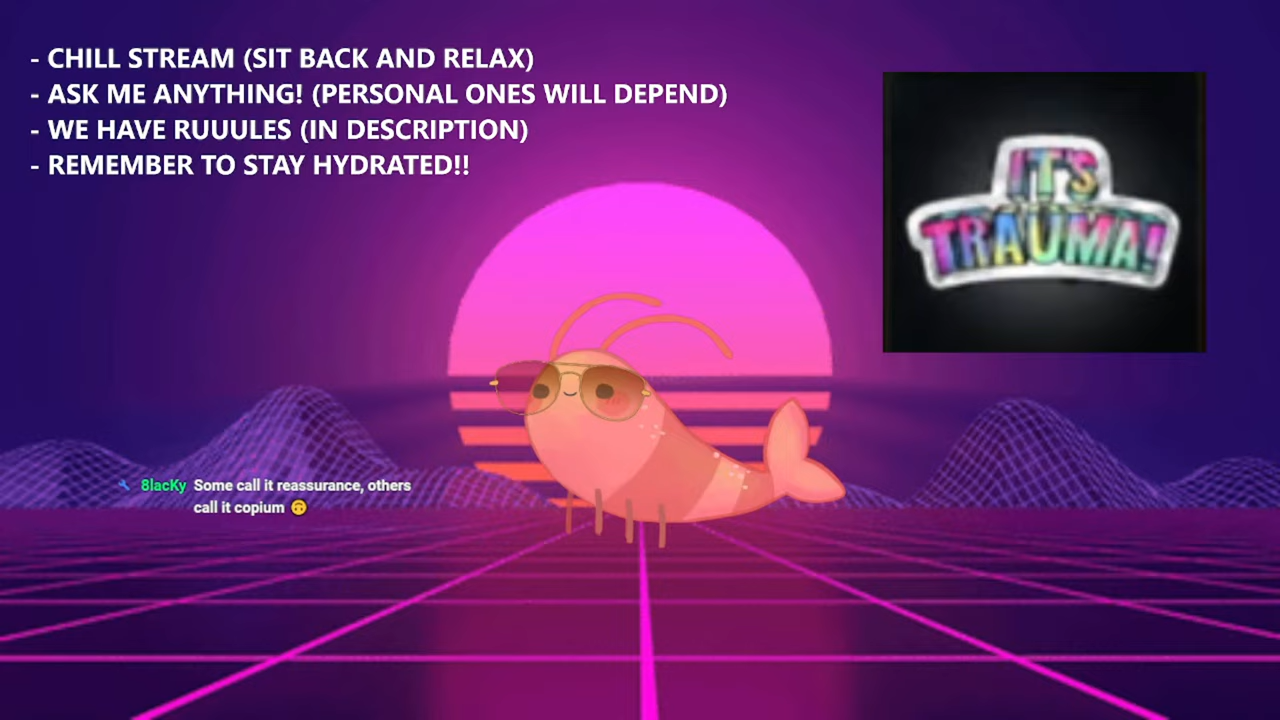 - CHILL STREAM (SIT BACK AND RELAX)
- ASK ME ANYTHING! (PERSONAL ONES WILL DEPEND)
- WE HAVE RUUULES (IN DESCRIPTION)
- REMEMBER TO STAY HYDRATED!!
IT'S
TRAUMA!
8lacKy Some call it reassurance, others
call it copium 🙃